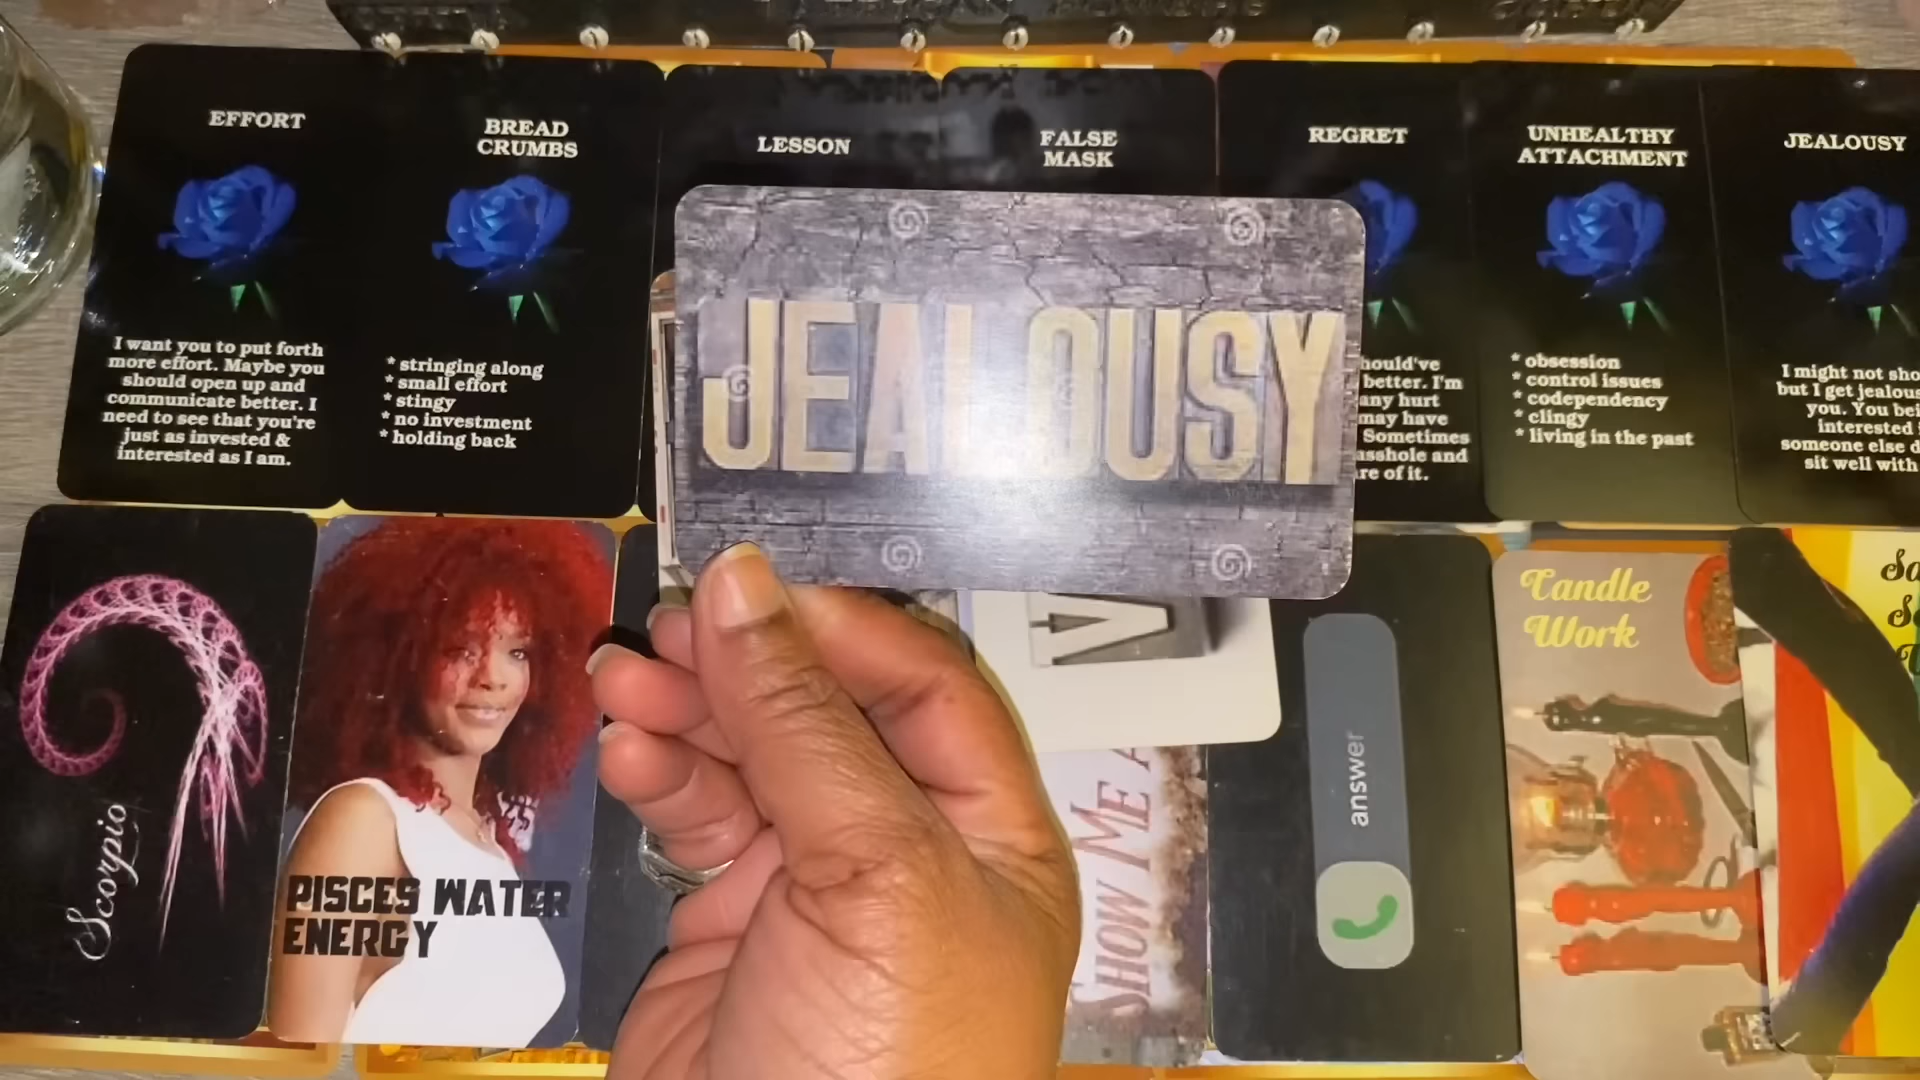 EFFORT
I want you to put forth
more effort. Maybe you
should open up and
communicate better. I
need to see that you're
just as invested &
interested as I am.
BREAD
CRUMBS
* stringing along
* small effort
* stingy
* no investment
* holding back
LESSON
FALSE
MASK
REGRET
hould've
better. I'm
any hurt
may have
Sometimes
asshole and
re of it.
UNHEALTHY
ATTACHMENT
* obsession
* control issues
* codependency
* clingy
* living in the past
JEALOUSY
I might not sho
but I get jealous
you. You bei
interested
someone else d
sit well with
JEALOUSY
Scorpio
PISCES WATER
ENERGY
V
SHOW ME A
answer
Candle
Work